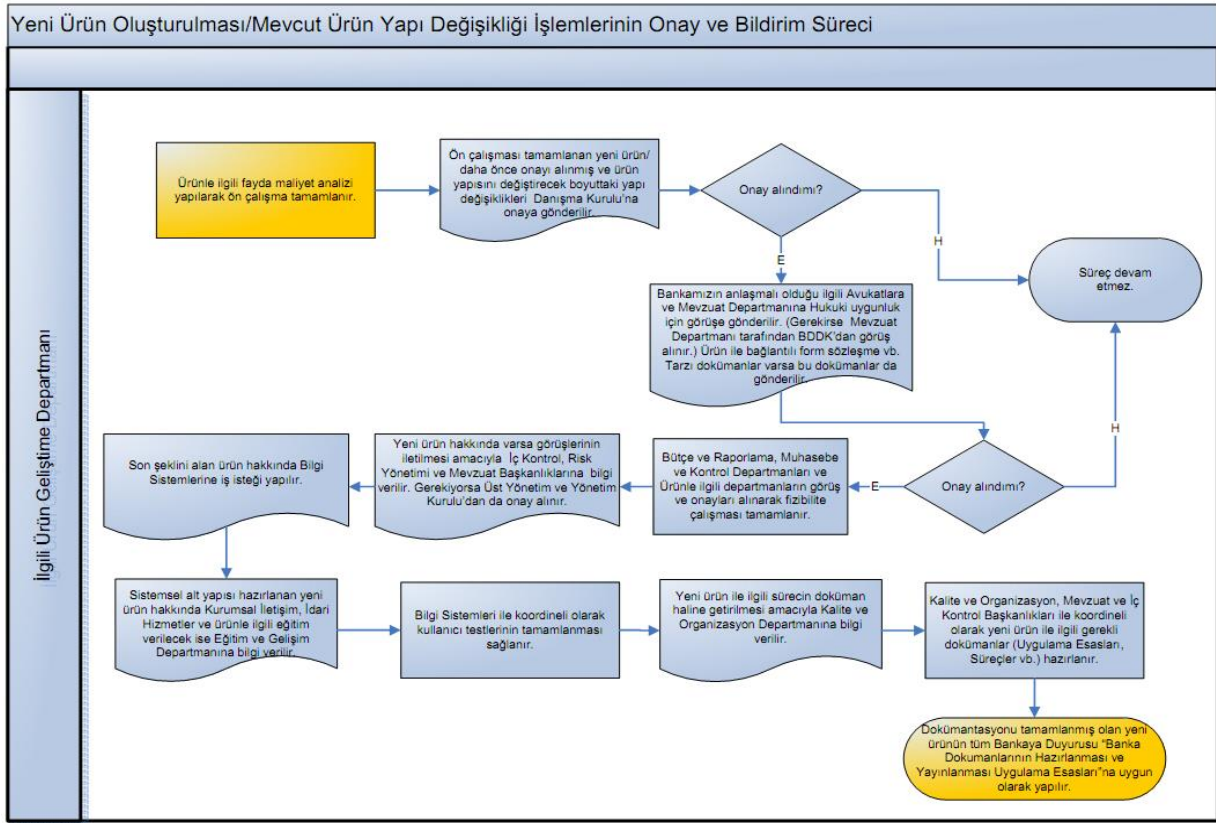 Yeni Ürün Oluşturulması/Mevcut Ürün Yapı Değişikliği İşlemlerinin Onay ve Bildirim Süreci
İlgili Ürün Geliştime Departmanı
Ürünle ilgili fayda maliyet analizi
yapılarak ön çalışma tamamlanır.
Ön çalışması tamamlanan yeni ürün/
daha önce onayı alınmış ve ürün
yapısını değiştirecek boyuttaki yapı
değişiklikleri Danışma Kurulu'na
onaya gönderilir.
Onay alındımı?
H
E
Süreç devam
etmez.
Bankamızın anlaşmalı olduğu ilgili Avukatlara
ve Mevzuat Departmanına Hukuki uygunluk
için görüşe gönderilir. (Gerekirse Mevzuat
Departmanı tarafından BDDK'dan görüş
alınır.) Ürün ile bağlantılı form sözleşme vb.
Tarzı dokümanlar varsa bu dokümanlar da
gönderilir.
H
Onay alındımı?
E
Bütçe ve Raporlama, Muhasebe
ve Kontrol Departmanları ve
Ürünle ilgili departmanların görüş
ve onayları alınarak fizibilite
çalışması tamamlanır.
Yeni ürün hakkında varsa görüşlerinin
iletilmesi amacıyla İç Kontrol, Risk
Yönetimi ve Mevzuat Başkanlıklarına bilgi
verilir. Gerekiyorsa Üst Yönetim ve Yönetim
Kurulu'dan da onay alınır.
Son şeklini alan ürün hakkında Bilgi
Sistemlerine iş isteği yapılır.
Sistemsel alt yapısı hazırlanan yeni
ürün hakkında Kurumsal İletişim, İdari
Hizmetler ve ürünle ilgili eğitim
verilecek ise Eğitim ve Gelişim
Departmanına bilgi verilir.
Bilgi Sistemleri ile koordineli olarak
kullanıcı testlerinin tamamlanması
sağlanır.
Yeni ürün ile ilgili sürecin doküman
haline getirilmesi amacıyla Kalite ve
Organizasyon Departmanına bilgi
verilir.
Kalite ve Organizasyon, Mevzuat ve İç
Kontrol Başkanlıkları ile koordineli
olarak yeni ürün ile ilgili gerekli
dokümanlar (Uygulama Esasları,
Süreçler vb.) hazırlanır.
Dokümantasyonu tamamlanmış olan yeni
ürünün tüm Bankaya Duyurusu "Banka
Dokumanlarının Hazırlanması ve
Yayınlanması Uygulama Esasları"na uygun
olarak yapılır.